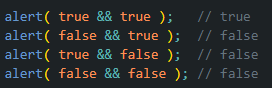 alert( true && true );   // true
alert( false && true );  // false
alert( true && false );  // false
alert( false && false ); // false